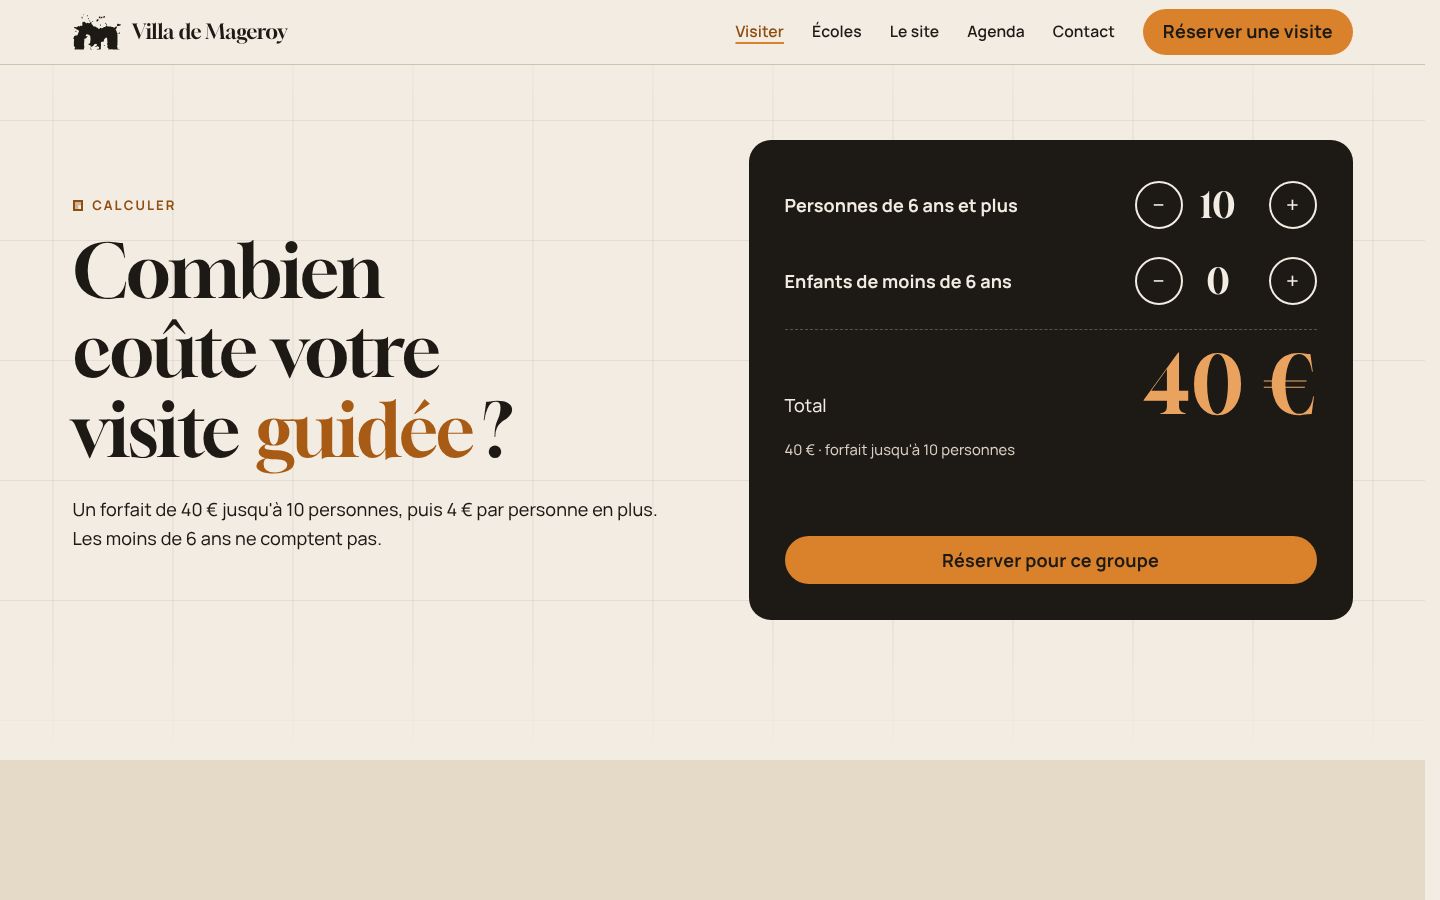 Villa de Mageroy
Visiter
Écoles
Le site
Agenda
Contact
Réserver une visite
CALCULER
Combien
coûte votre
visite guidée ?
Un forfait de 40 € jusqu'à 10 personnes, puis 4 € par personne en plus.
Les moins de 6 ans ne comptent pas.
Personnes de 6 ans et plus
− 10 +
Enfants de moins de 6 ans
− 0 +
Total
40 €
40 € · forfait jusqu'à 10 personnes
Réserver pour ce groupe